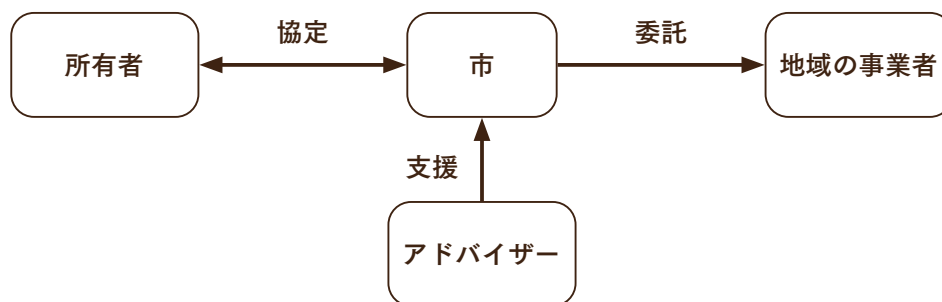 協定
委託
所有者
市
地域の事業者
支援
アドバイザー